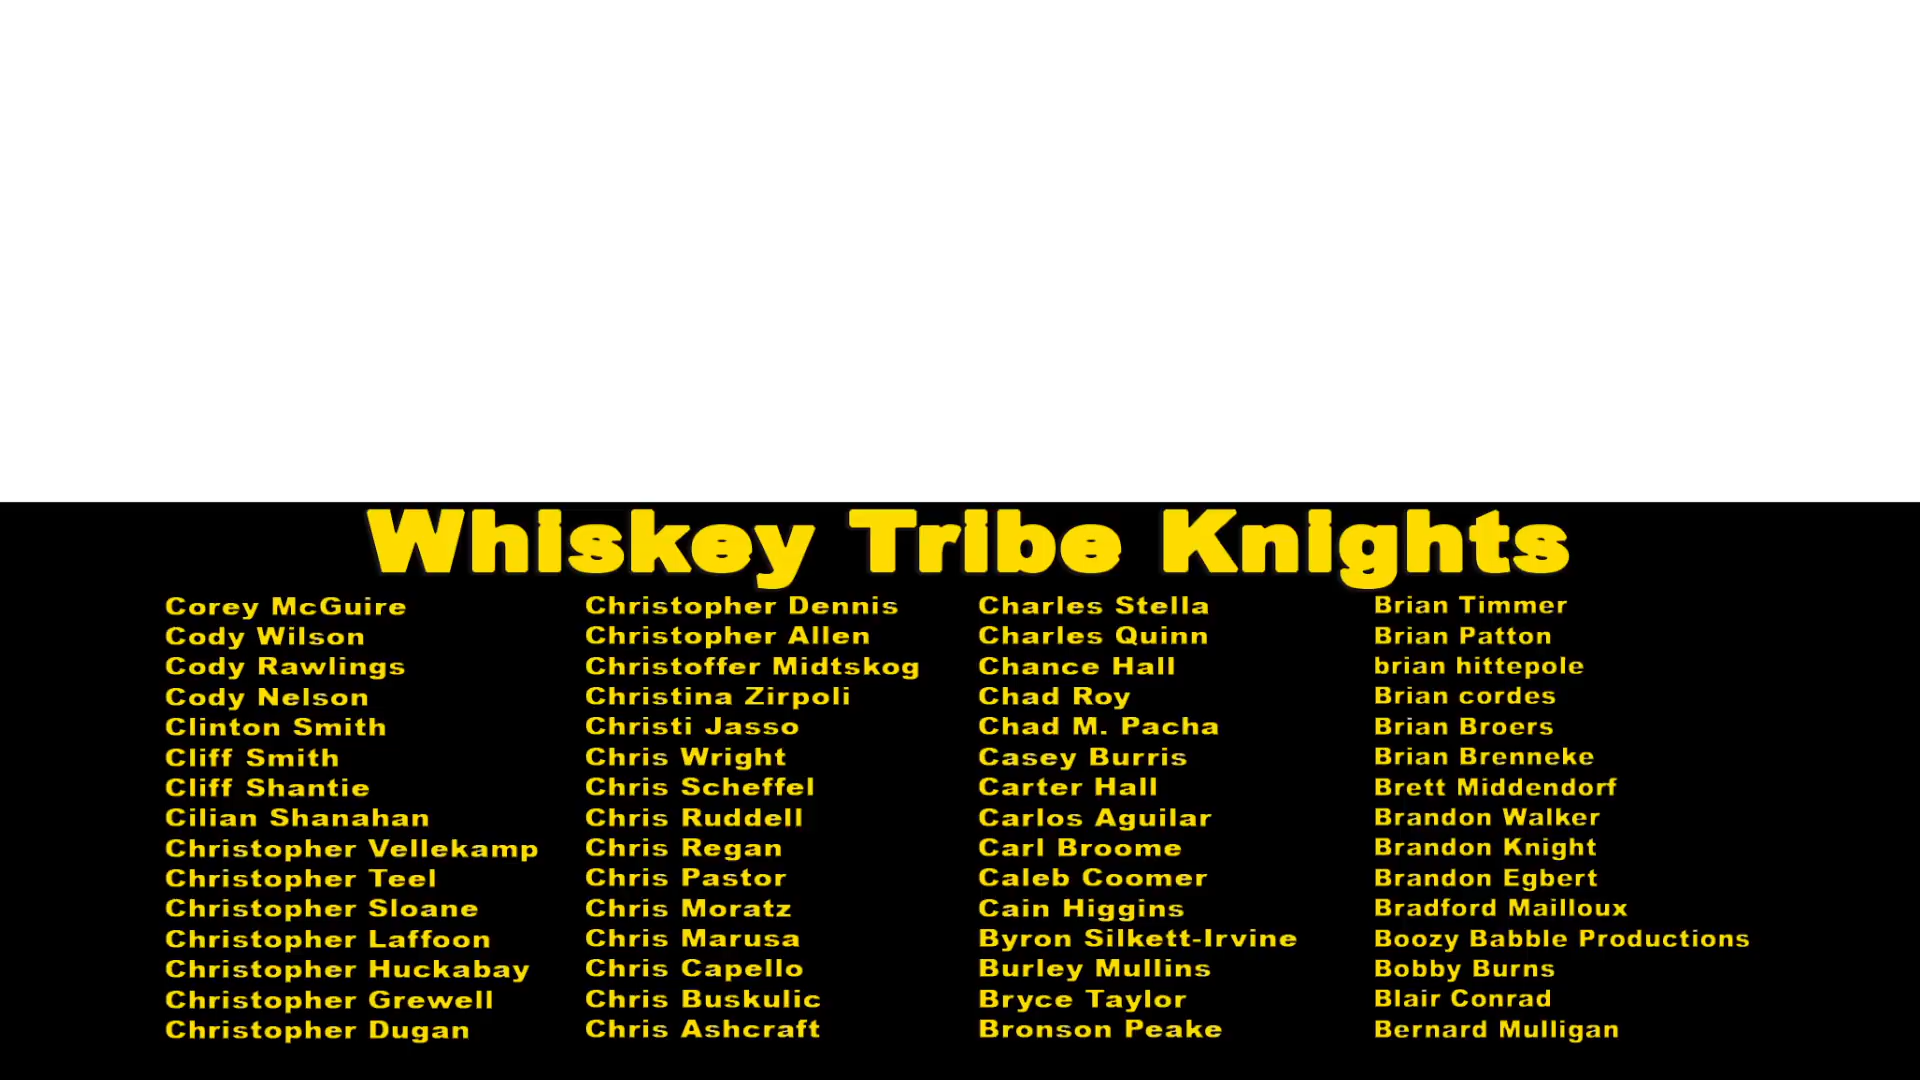 Whiskey Tribe Knights
Corey McGuire
Cody Wilson
Cody Rawlings
Cody Nelson
Clinton Smith
Cliff Smith
Cliff Shantie
Cilian Shanahan
Christopher Vellekamp
Christopher Teel
Christopher Sloane
Christopher Laffoon
Christopher Huckabay
Christopher Grewell
Christopher Dugan
Christopher Dennis
Christopher Allen
Christoffer Midtskog
Christina Zirpoli
Christi Jasso
Chris Wright
Chris Scheffel
Chris Ruddell
Chris Regan
Chris Pastor
Chris Moratz
Chris Marusa
Chris Capello
Chris Buskulic
Chris Ashcraft
Charles Stella
Charles Quinn
Chance Hall
Chad Roy
Chad M. Pacha
Casey Burris
Carter Hall
Carlos Aguilar
Carl Broome
Caleb Coomer
Cain Higgins
Byron Silkett-Irvine
Burley Mullins
Bryce Taylor
Bronson Peake
Brian Timmer
Brian Patton
brian hittepole
Brian cordes
Brian Broers
Brian Brenneke
Brett Middendorf
Brandon Walker
Brandon Knight
Brandon Egbert
Bradford Mailloux
Boozy Babble Productions
Bobby Burns
Blair Conrad
Bernard Mulligan